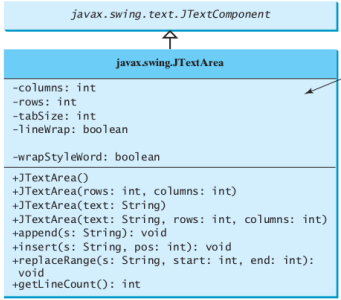 javax.swing.text.JTextComponent
javax.swing.JTextArea
-columns: int
-rows: int
-tabSize: int
-lineWrap: boolean
-wrapStyleWord: boolean
+JTextArea()
+JTextArea(rows: int, columns: int)
+JTextArea(text: String)
+JTextArea(text: String, rows: int, columns: int)
+append(s: String): void
+insert(s: String, pos: int): void
+replaceRange(s: String, start: int, end: int):
void
+getLineCount(): int